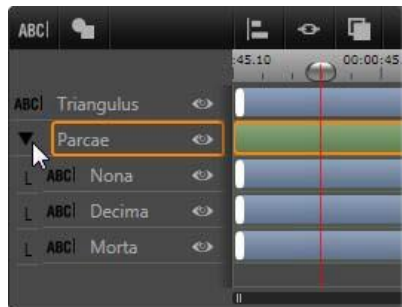 ABC
:45.10 00:00:45
ABC Triangulus
Parcae
ABC Nona
ABC Decima
ABC Morta